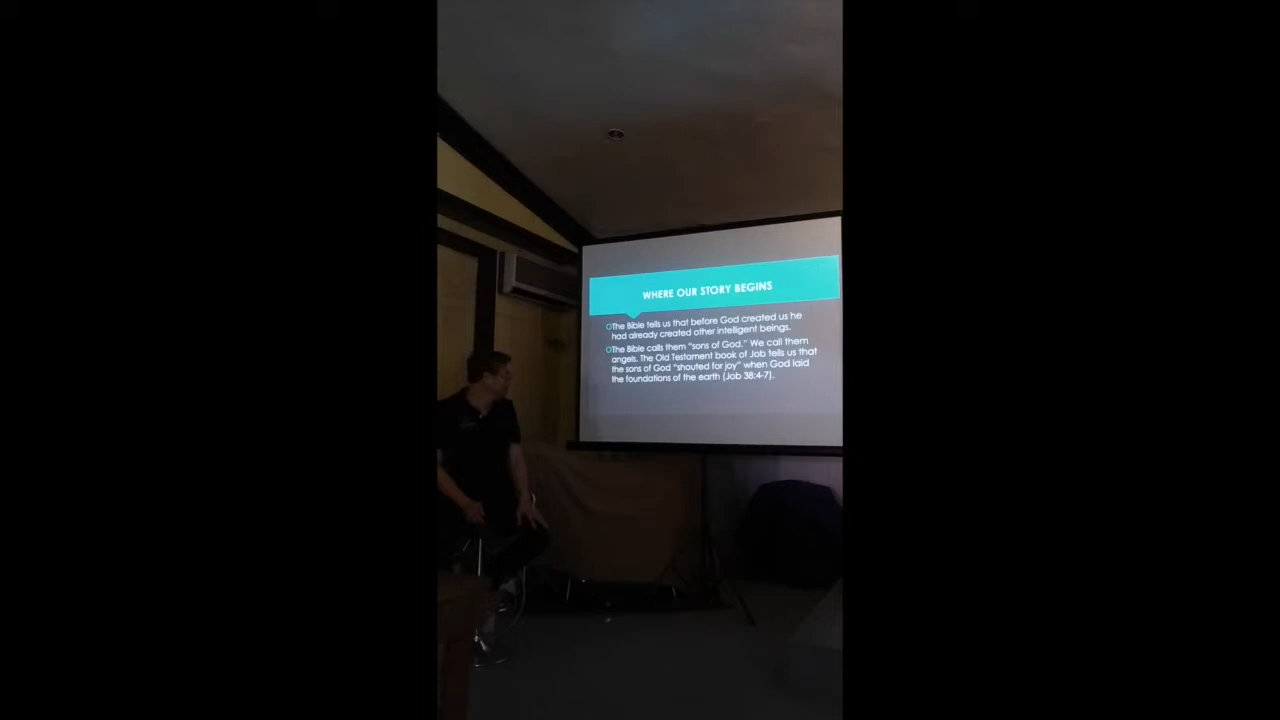 WHERE OUR STORY BEGINS
The Bible tells us that before God created us he
had already created other intelligent beings.
The Bible calls them "sons of God." We call them
angels. The Old Testament book of Job tells us that
the sons of God "shouted for joy" when God laid
the foundations of the earth (Job 38:4-7).